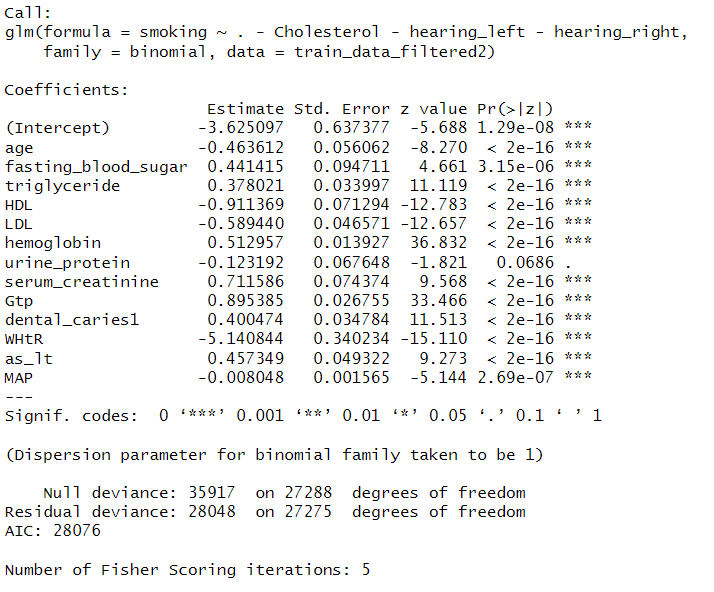 Call:
glm(formula = smoking ~ . - Cholesterol - hearing_left - hearing_right,
    family = binomial, data = train_data_filtered2)

Coefficients:
                     Estimate Std. Error z value Pr(>|z|)
(Intercept)         -3.625097   0.637377  -5.688 1.29e-08 ***
age                 -0.463612   0.056062  -8.270  < 2e-16 ***
fasting_blood_sugar  0.441415   0.094711   4.661 3.15e-06 ***
triglyceride         0.378021   0.033997  11.119  < 2e-16 ***
HDL                 -0.911369   0.071294 -12.783  < 2e-16 ***
LDL                 -0.589440   0.046571 -12.657  < 2e-16 ***
hemoglobin           0.512957   0.013927  36.832  < 2e-16 ***
urine_protein       -0.123192   0.067648  -1.821   0.0686 .
serum_creatinine     0.711586   0.074374   9.568  < 2e-16 ***
Gtp                  0.895385   0.026755  33.466  < 2e-16 ***
dental_caries1       0.400474   0.034784  11.513  < 2e-16 ***
WHtR                -5.140844   0.340234 -15.110  < 2e-16 ***
as_lt                0.457349   0.049322   9.273  < 2e-16 ***
MAP                 -0.008048   0.001565  -5.144 2.69e-07 ***
---
Signif. codes:  0 ‘***’ 0.001 ‘**’ 0.01 ‘*’ 0.05 ‘.’ 0.1 ‘ ’ 1

(Dispersion parameter for binomial family taken to be 1)

    Null deviance: 35917  on 27288  degrees of freedom
Residual deviance: 28048  on 27275  degrees of freedom
AIC: 28076

Number of Fisher Scoring iterations: 5